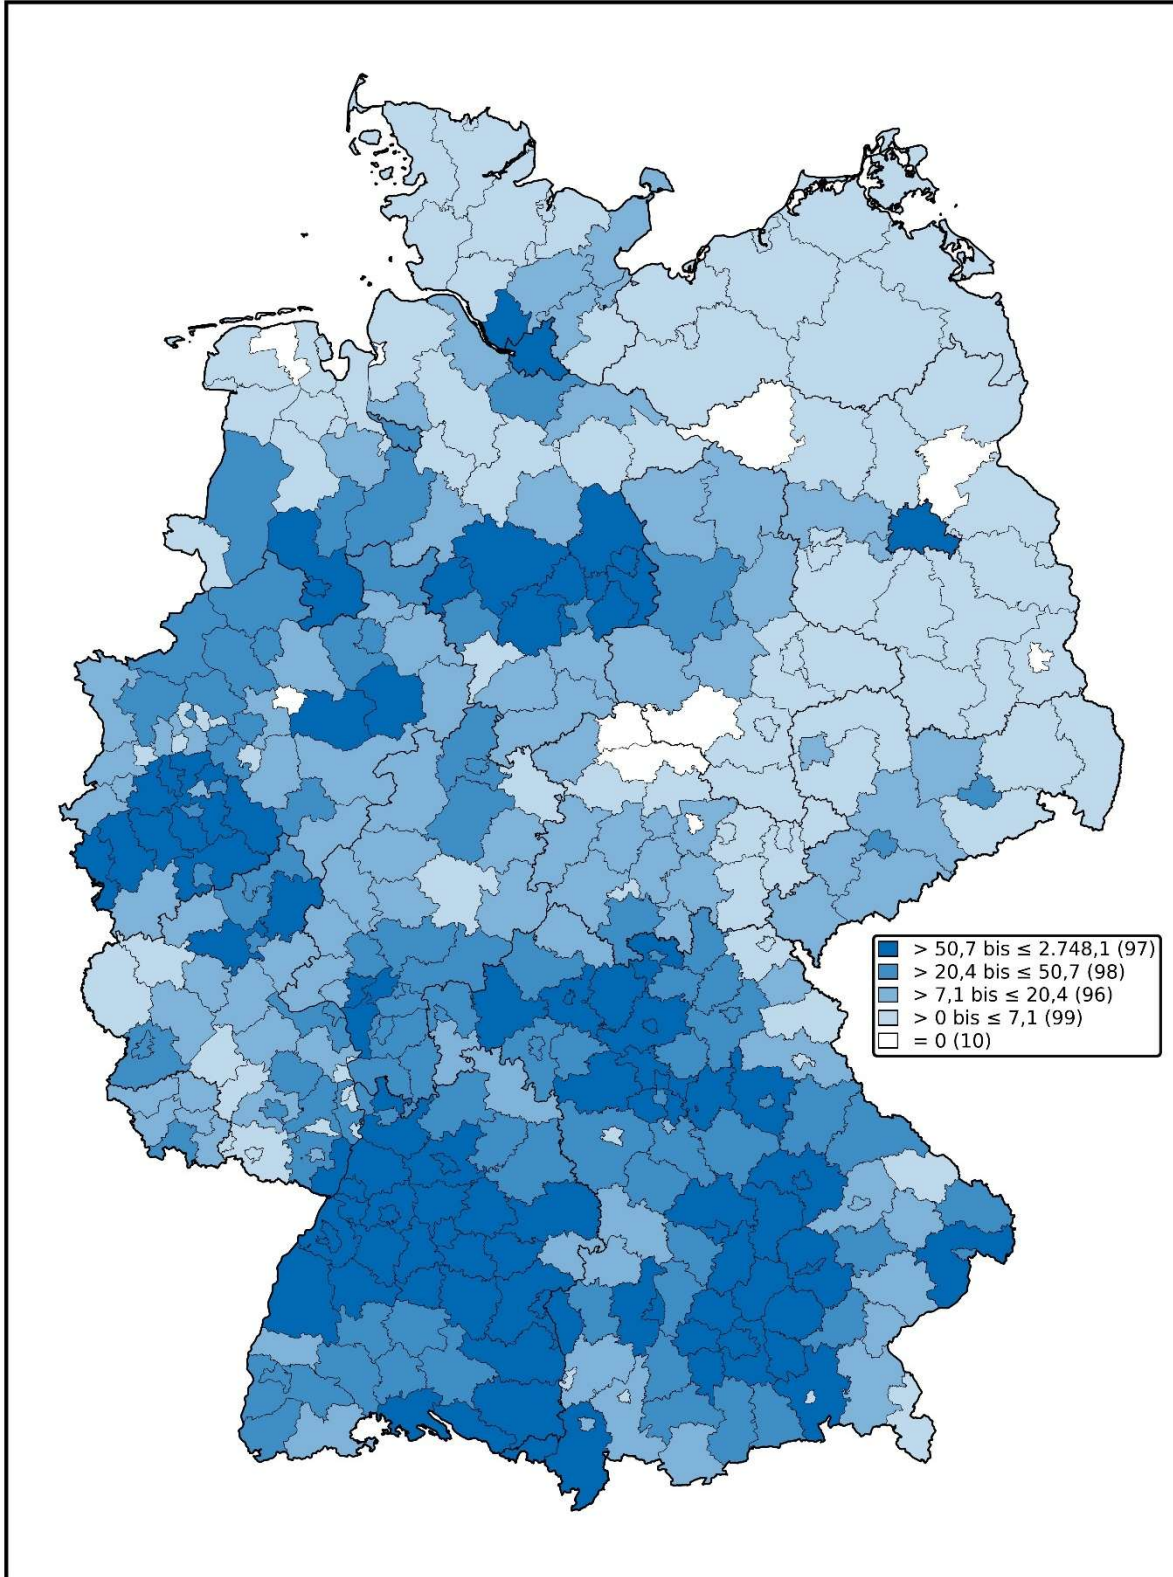 > 50,7 bis ≤ 2.748,1 (97)
> 20,4 bis ≤ 50,7 (98)
> 7,1 bis ≤ 20,4 (96)
> 0 bis ≤ 7,1 (99)
= 0 (10)